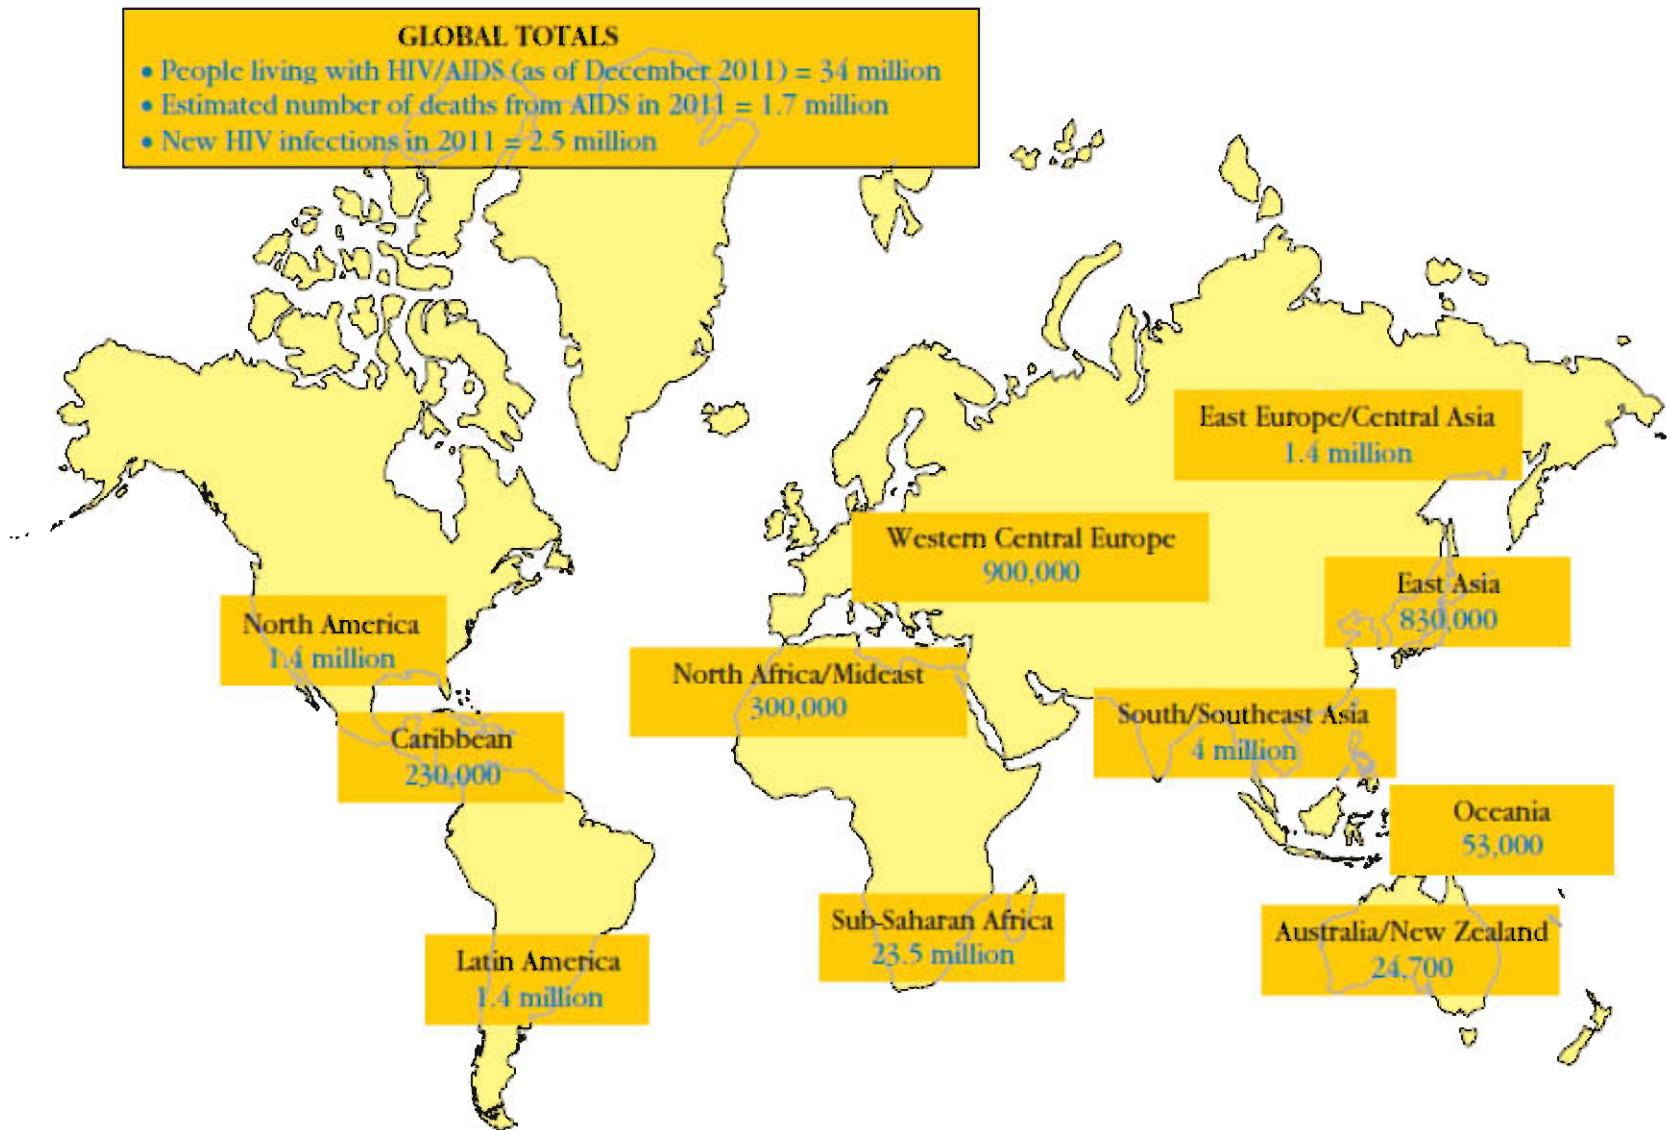 GLOBAL TOTALS
• People living with HIV/AIDS (as of December 2011) = 34 million
• Estimated number of deaths from AIDS in 2011 = 1.7 million
• New HIV infections in 2011 = 2.5 million
East Europe/Central Asia
1.4 million
Western Central Europe
900,000
East Asia
830,000
North America
1.4 million
North Africa/Mideast
300,000
South/Southeast Asia
4 million
Caribbean
230,000
Oceania
53,000
Sub-Saharan Africa
23.5 million
Australia/New Zealand
24,700
Latin America
1.4 million